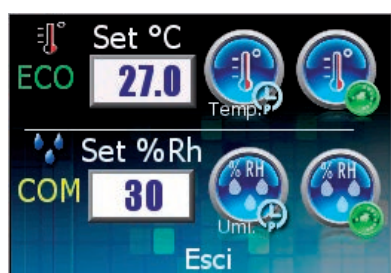 Set °C
ECO 27.0
Temp. P
Set %Rh
% RH % RH
COM 30
Umi. P
Esci